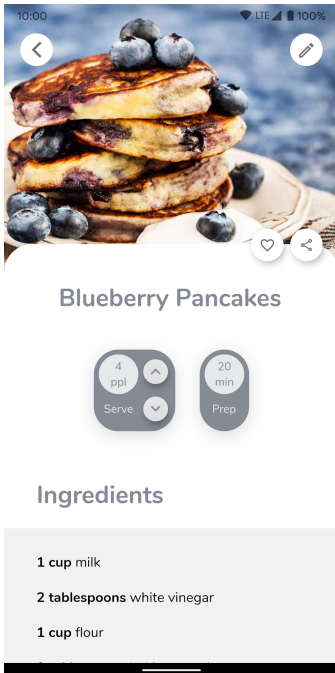 10:00
LTE
100%
Blueberry Pancakes
4
ppl
Serve
20
min
Prep
Ingredients
1 cup milk
2 tablespoons white vinegar
1 cup flour